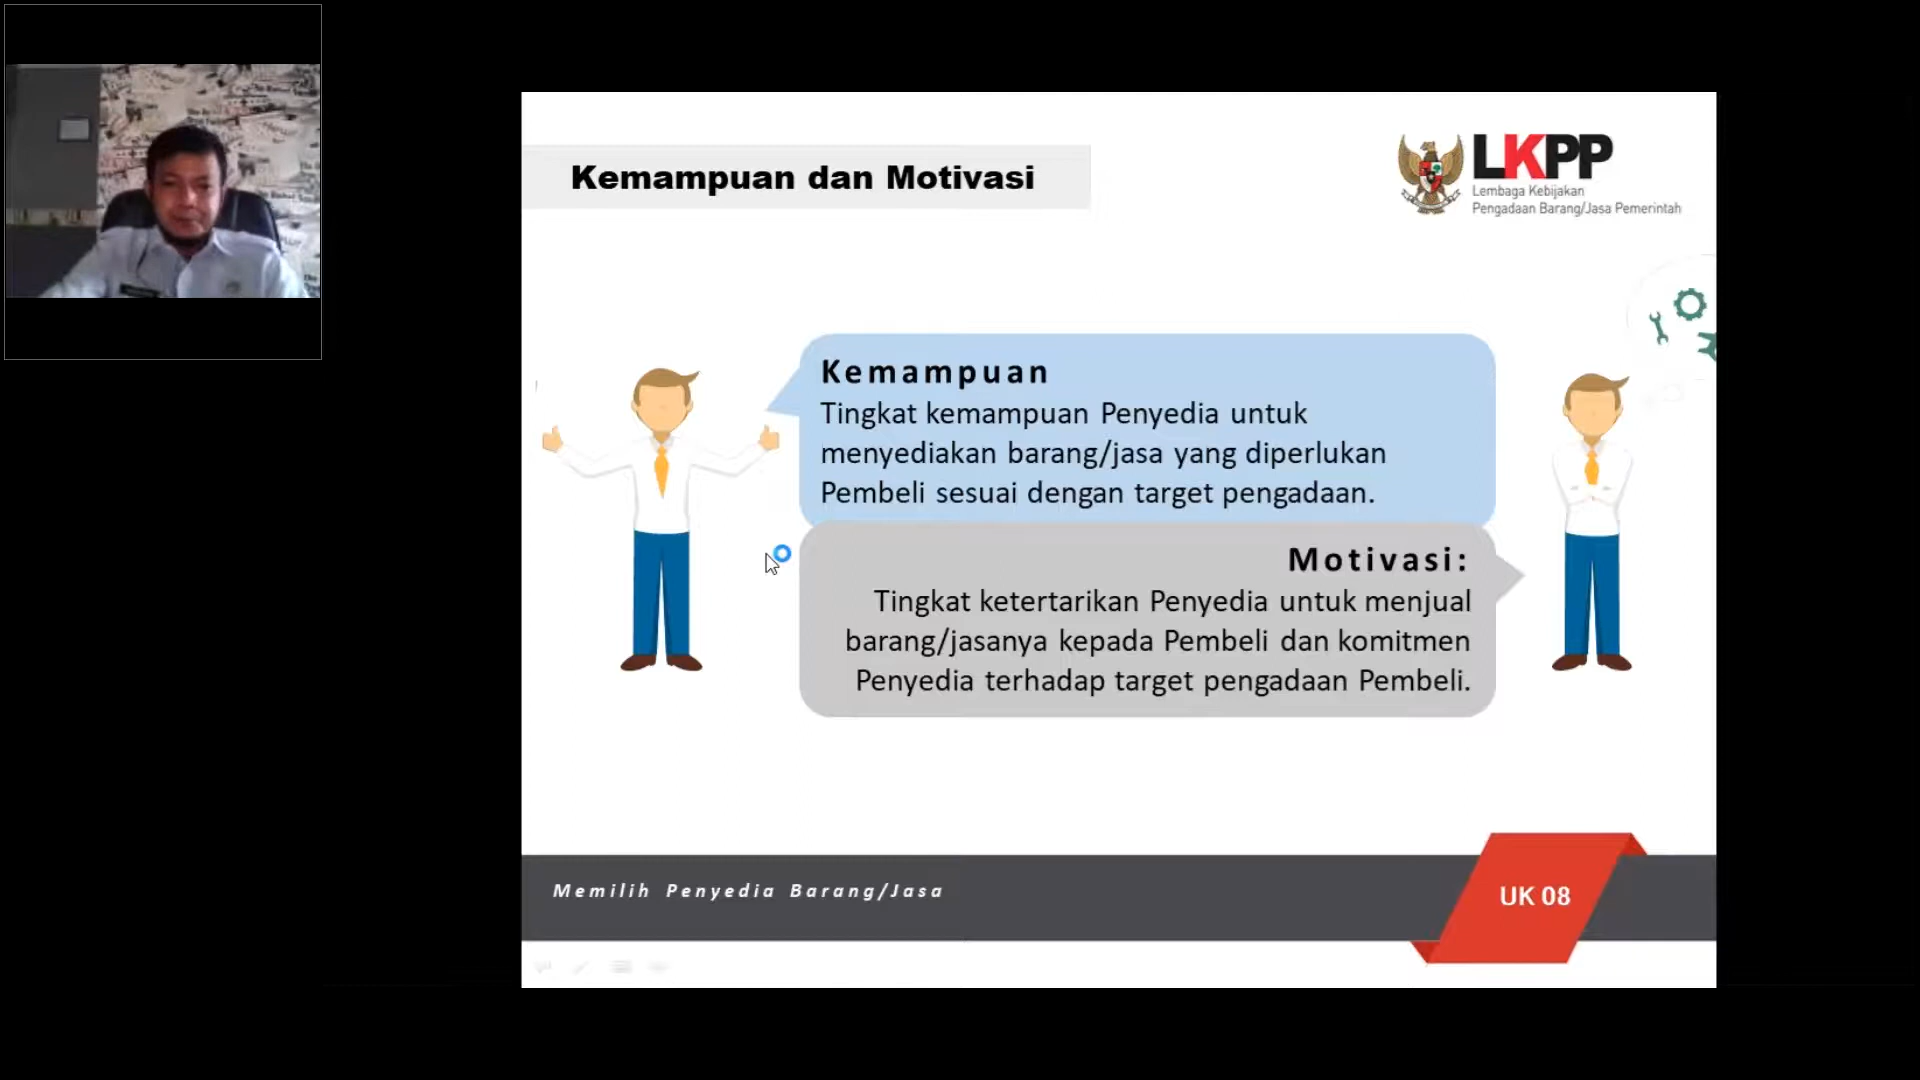 Kemampuan dan Motivasi
LKPP
Lembaga Kebijakan
Pengadaan Barang/Jasa Pemerintah
Kemampuan
Tingkat kemampuan Penyedia untuk
menyediakan barang/jasa yang diperlukan
Pembeli sesuai dengan target pengadaan.
Motivasi:
Tingkat ketertarikan Penyedia untuk menjual
barang/jasanya kepada Pembeli dan komitmen
Penyedia terhadap target pengadaan Pembeli.
Memilih Penyedia Barang/Jasa
UK 08